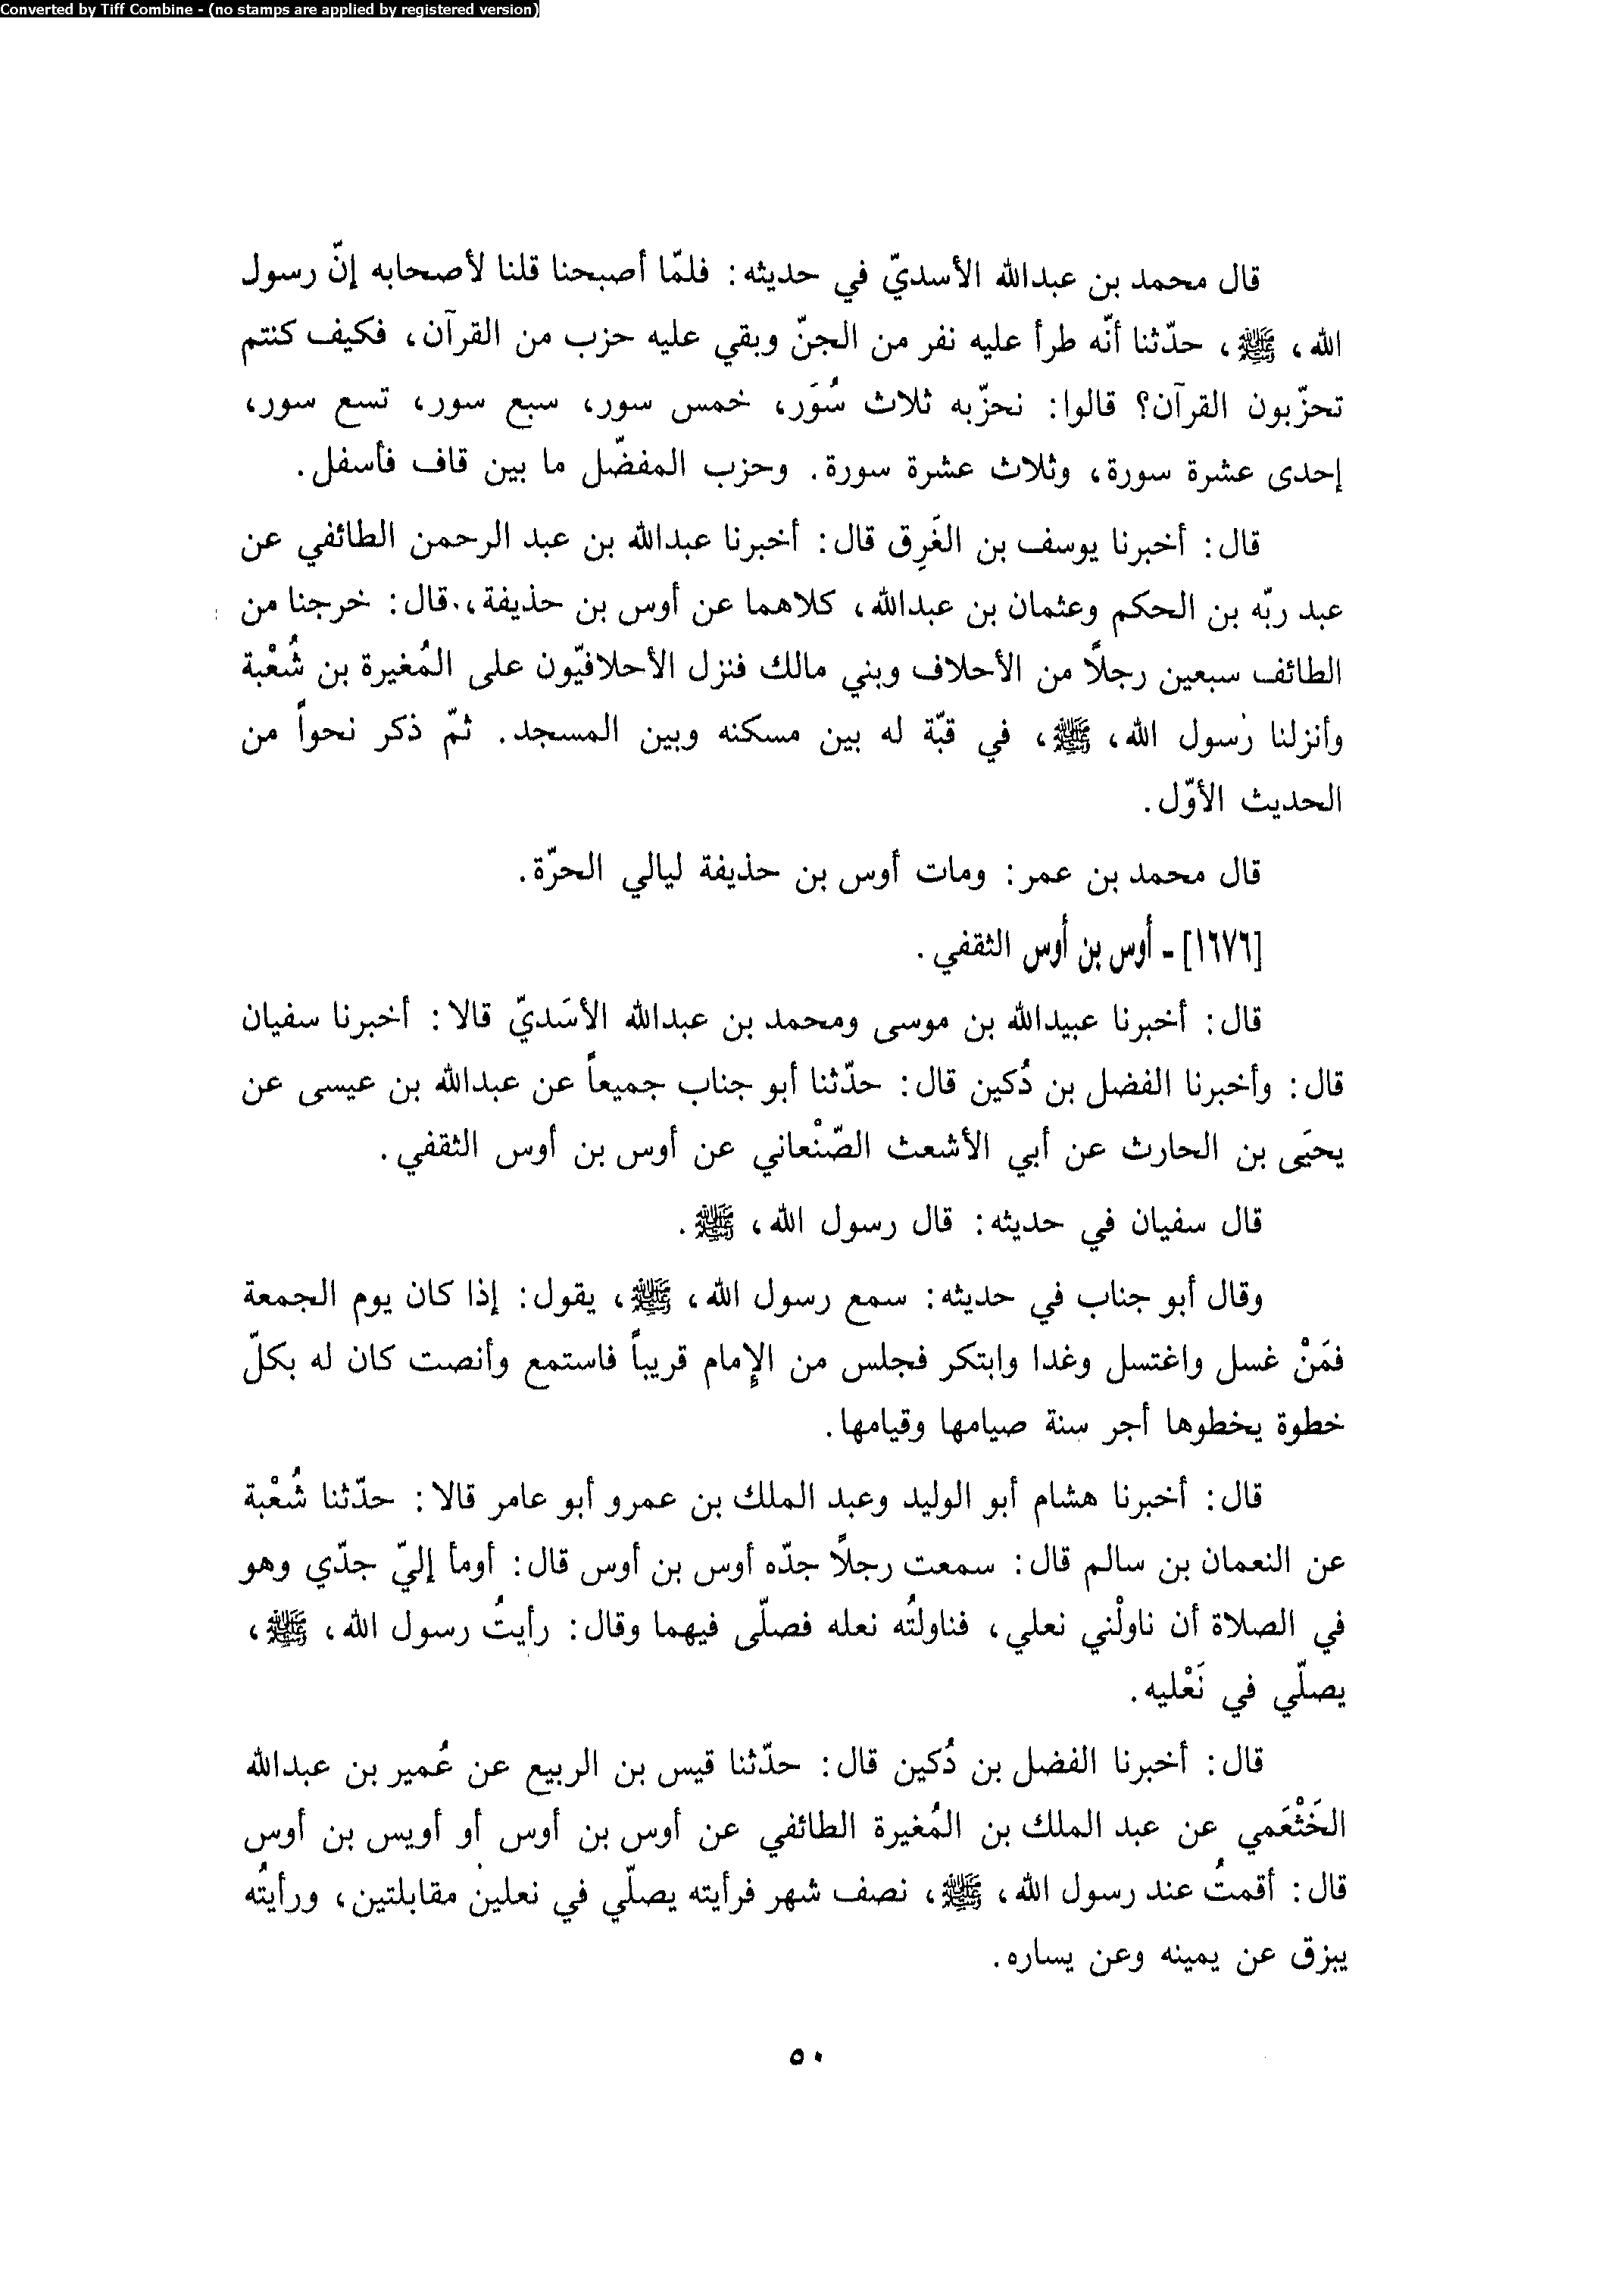 Converted by Tiff Combine - (no stamps are applied by registered version)
قال محمد بن عبدالله الأسديّ في حديثه: فلمّا أصبحنا قلنا لأصحابه إنّ رسول
الله، ﷺ، حدّثنا أنّه طرأ عليه نفر من الجنّ وبقي عليه حزب من القرآن، فكيف كنتم
تحزّبون القرآن؟ قالوا: نحزّبه ثلاث سُوَر، خمس سور، سبع سور، تسع سور،
إحدى عشرة سورة، وثلاث عشرة سورة. وحزب المفضّل ما بين قاف فأسفل.
قال: أخبرنا يوسف بن الغَرِق قال: أخبرنا عبدالله بن عبد الرحمن الطائفي عن
عبد ربّه بن الحكم وعثمان بن عبدالله، كلاهما عن أوس بن حذيفة، قال: خرجنا من
الطائف سبعين رجلاً من الأحلاف وبني مالك فنزل الأحلافيّون على المُغيرة بن شُعْبة
وأنزلنا رسول الله، ﷺ، في قبّة له بين مسكنه وبين المسجد. ثمّ ذكر نحواً من
الحديث الأوّل.
قال محمد بن عمر: ومات أوس بن حذيفة ليالي الحرّة.
[١٦٧٦] - أوس بن أوس الثقفي.
قال: أخبرنا عبيدالله بن موسى ومحمد بن عبدالله الأسَديّ قالا: أخبرنا سفيان
قال: وأخبرنا الفضل بن دُكين قال: حدّثنا أبو جناب جميعاً عن عبدالله بن عيسى عن
يحيَى بن الحارث عن أبي الأشعث الصّنْعاني عن أوس بن أوس الثقفي.
قال سفيان في حديثه: قال رسول الله، ﷺ.
وقال أبو جناب في حديثه: سمع رسول الله، ﷺ، يقول: إذا كان يوم الجمعة
فمَنْ غسل واغتسل وغدا وابتكر فجلس من الإمام قريباً فاستمع وأنصت كان له بكلّ
خطوة يخطوها أجر سنة صيامها وقيامها.
قال: أخبرنا هشام أبو الوليد وعبد الملك بن عمرو أبو عامر قالا: حدّثنا شُعْبة
عن النعمان بن سالم قال: سمعت رجلاً جدّه أوس بن أوس قال: أومأ إليّ جدّي وهو
في الصلاة أن ناولْني نعلي، فناولتُه نعله فصلّى فيهما وقال: رأيتُ رسول الله، ﷺ،
يصلّي في نَعْليه.
قال: أخبرنا الفضل بن دُكين قال: حدّثنا قيس بن الربيع عن عُمير بن عبدالله
الخَثْعَمي عن عبد الملك بن المُغيرة الطائفي عن أوس بن أوس أو أويس بن أوس
قال: أقمتُ عند رسول الله، ﷺ، نصف شهر فرأيته يصلّي في نعلين مقابلتين، ورأيتُه
يبزق عن يمينه وعن يساره.
٥٠